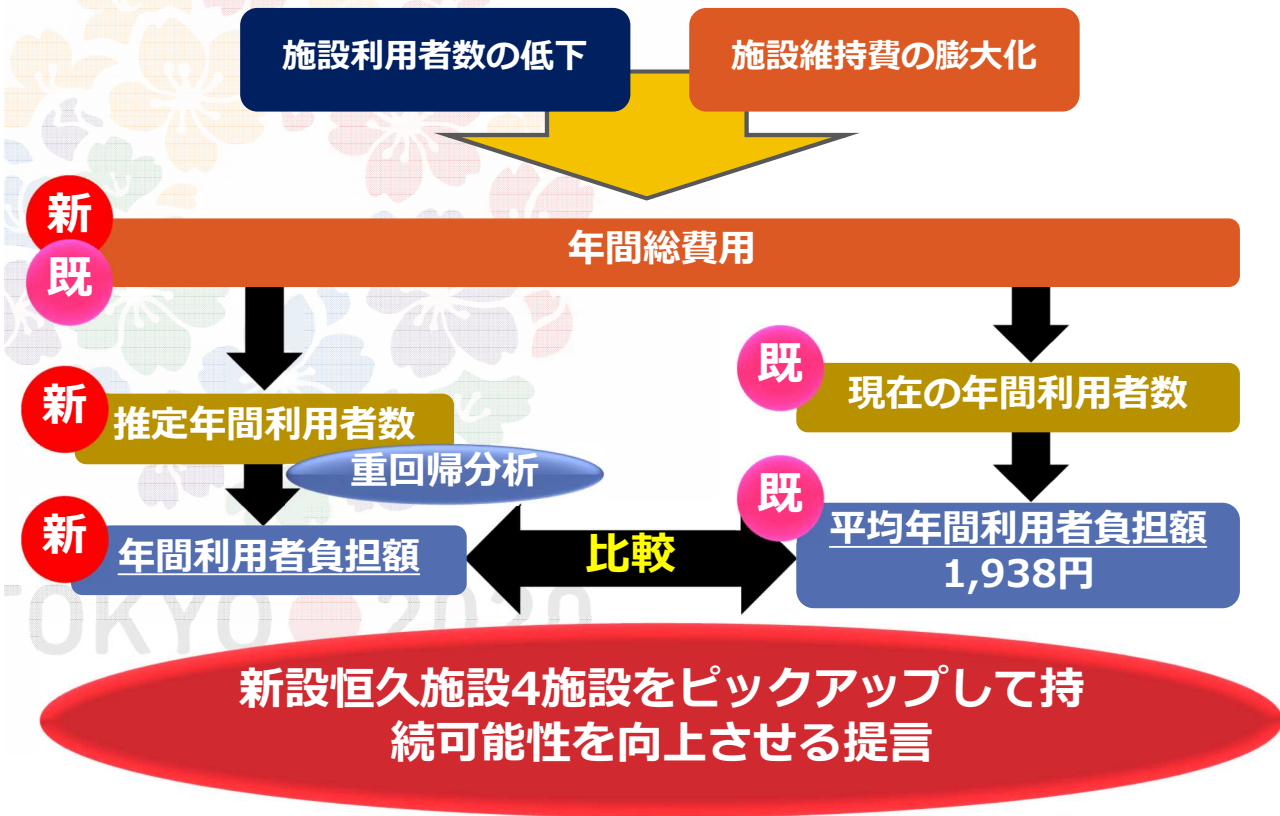 施設利用者数の低下
施設維持費の膨大化
新
既
年間総費用
新
推定年間利用者数
重回帰分析
既
現在の年間利用者数
新
年間利用者負担額
比較
既
平均年間利用者負担額
1,938円
TOKYO 2020
新設恒久施設4施設をピックアップして持
続可能性を向上させる提言